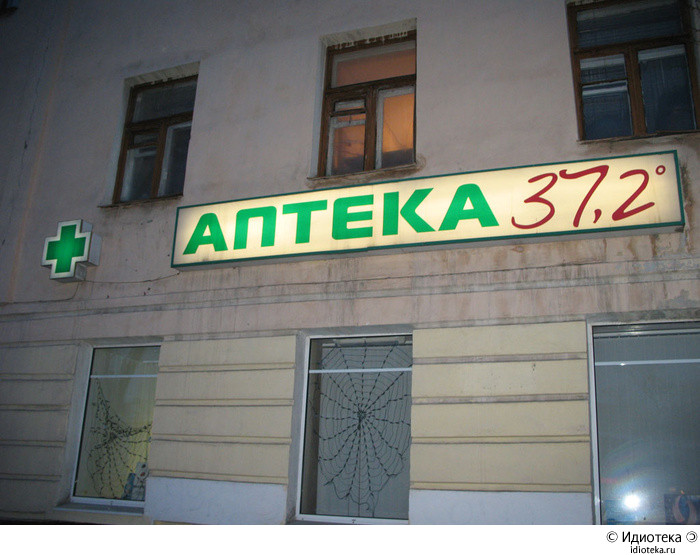 АПТЕКА 37,2°
© Идиотека
idioteka.ru